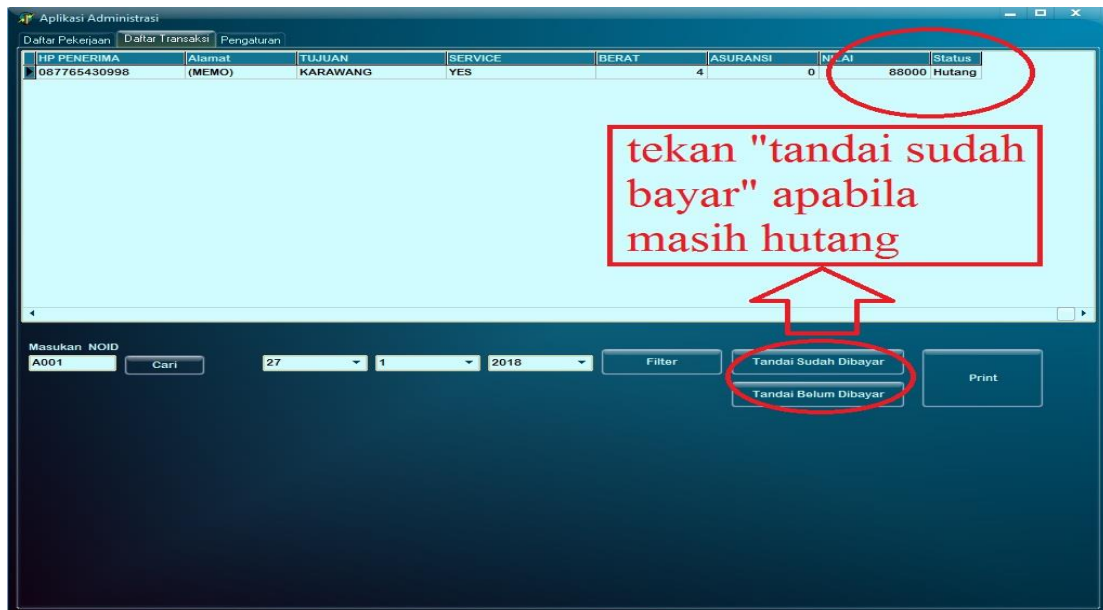 Aplikasi Administrasi
Daftar Pekerjaan Daftar Transaksi Pengaturan
HP PENERIMA Alamat TUJUAN SERVICE BERAT ASURANSI NILAI Status
087765430998 (MEMO) KARAWANG YES 4 0 88000 Hutang
tekan "tandai sudah
bayar" apabila
masih hutang
Masukan NOID
A001 Cari 27 1 2018 Filter Tandai Sudah Dibayar
Print
Tandai Belum Dibayar